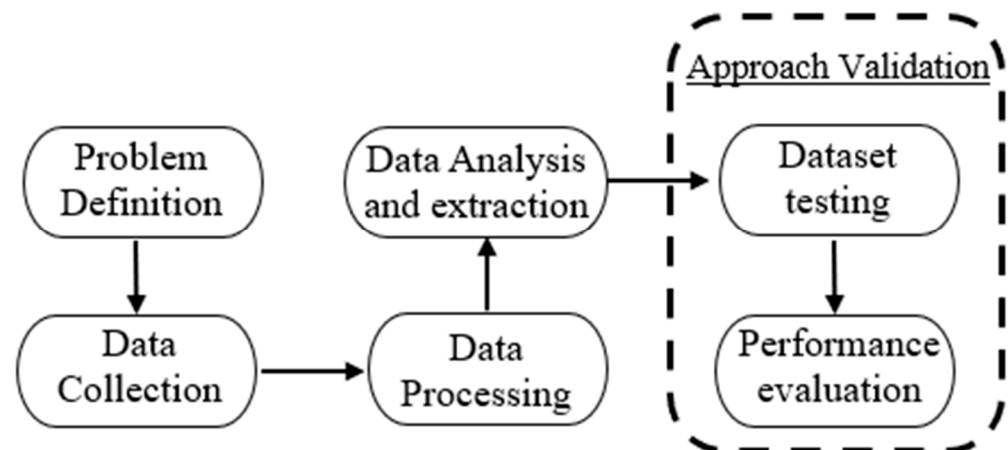 Approach Validation
Problem
Definition
Data Collection
Data
Processing
Data Analysis
and extraction
Dataset
testing
Performance
evaluation